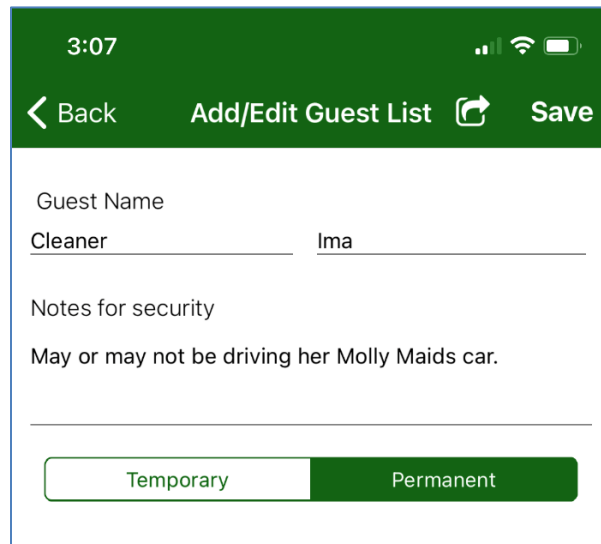 3:07
Back Add/Edit Guest List Save
Guest Name
Cleaner Ima
Notes for security
May or may not be driving her Molly Maids car.
Temporary Permanent